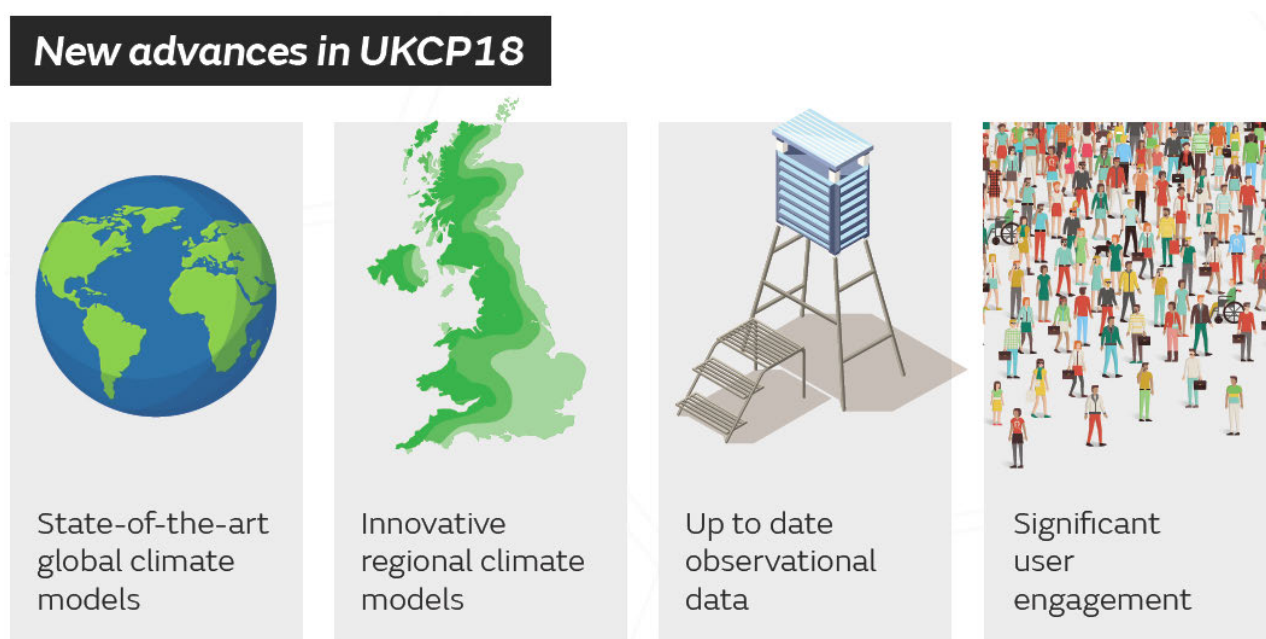 New advances in UKCP18
State-of-the-art
global climate
models
Innovative
regional climate
models
Up to date
observational
data
Significant
user
engagement